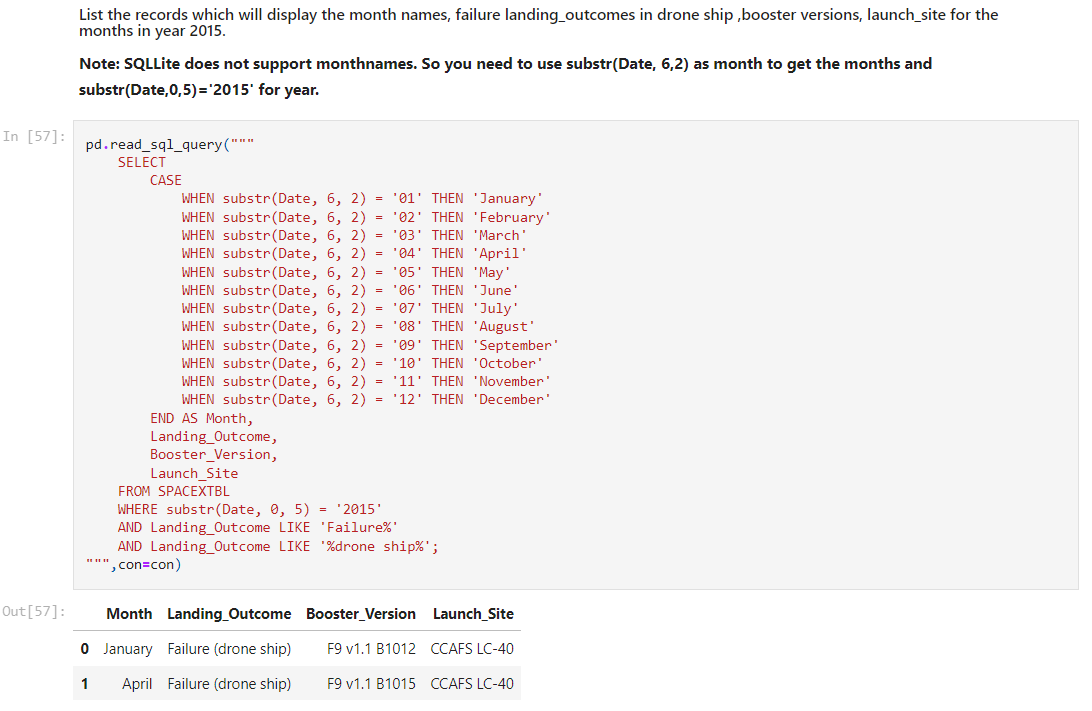 List the records which will display the month names, failure landing_outcomes in drone ship ,booster versions, launch_site for the
months in year 2015.
Note: SQLLite does not support monthnames. So you need to use substr(Date, 6,2) as month to get the months and
substr(Date,0,5)='2015' for year.
In [57]:
pd.read_sql_query("""
    SELECT
        CASE
            WHEN substr(Date, 6, 2) = '01' THEN 'January'
            WHEN substr(Date, 6, 2) = '02' THEN 'February'
            WHEN substr(Date, 6, 2) = '03' THEN 'March'
            WHEN substr(Date, 6, 2) = '04' THEN 'April'
            WHEN substr(Date, 6, 2) = '05' THEN 'May'
            WHEN substr(Date, 6, 2) = '06' THEN 'June'
            WHEN substr(Date, 6, 2) = '07' THEN 'July'
            WHEN substr(Date, 6, 2) = '08' THEN 'August'
            WHEN substr(Date, 6, 2) = '09' THEN 'September'
            WHEN substr(Date, 6, 2) = '10' THEN 'October'
            WHEN substr(Date, 6, 2) = '11' THEN 'November'
            WHEN substr(Date, 6, 2) = '12' THEN 'December'
        END AS Month,
        Landing_Outcome,
        Booster_Version,
        Launch_Site
    FROM SPACEXTBL
    WHERE substr(Date, 0, 5) = '2015'
    AND Landing_Outcome LIKE 'Failure%'
    AND Landing_Outcome LIKE '%drone ship%';
""",con=con)
Out[57]:
Month Landing_Outcome Booster_Version Launch_Site
0 January Failure (drone ship) F9 v1.1 B1012 CCAFS LC-40
1 April Failure (drone ship) F9 v1.1 B1015 CCAFS LC-40